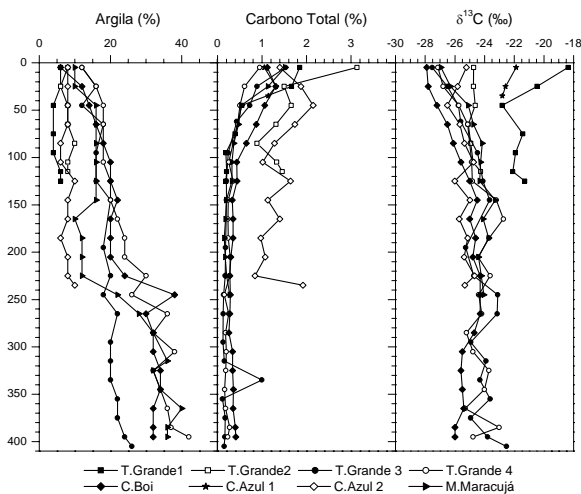 Argila (%)
Carbono Total (%)
δ¹³C (‰)
0 20 40
0 1 2 3
-30 -28 -26 -24 -22 -20 -18
0
50
100
150
200
250
300
350
400
T.Grande1 T.Grande2 T.Grande 3 T.Grande 4
C.Boi C.Azul 1 C.Azul 2 M.Maracujá